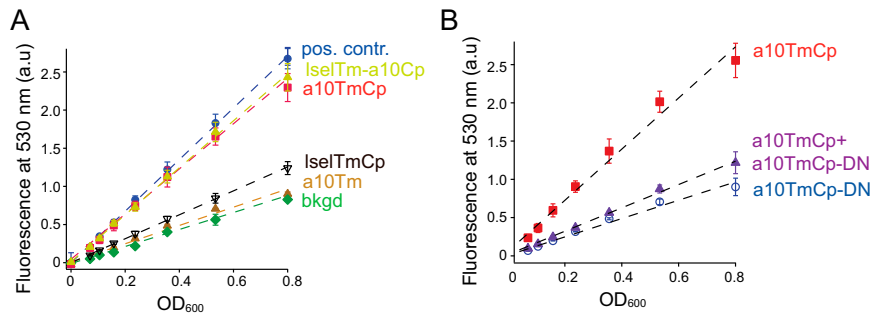 A
Fluorescence at 530 nm (a.u)
2.5
2.0
1.5
1.0
0.5
0
0
0.2
0.4
0.6
0.8
OD600
pos. contr.
lselTm-a10Cp
a10TmCp
lselTmCp
a10Tm
bkgd
B
Fluorescence at 530 nm (a.u)
2.5
2.0
1.5
1.0
0.5
0
0
0.2
0.4
0.6
0.8
OD600
a10TmCp
a10TmCp+
a10TmCp-DN
a10TmCp-DN